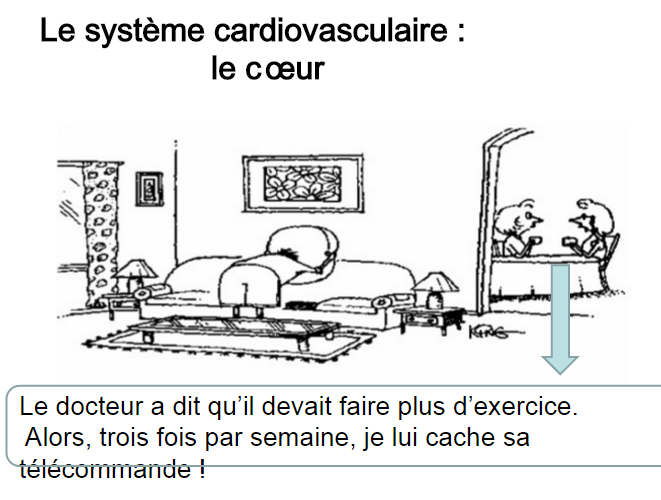 Le système cardiovasculaire :
le cœur
Le docteur a dit qu’il devait faire plus d’exercice.
Alors, trois fois par semaine, je lui cache sa
télécommande !